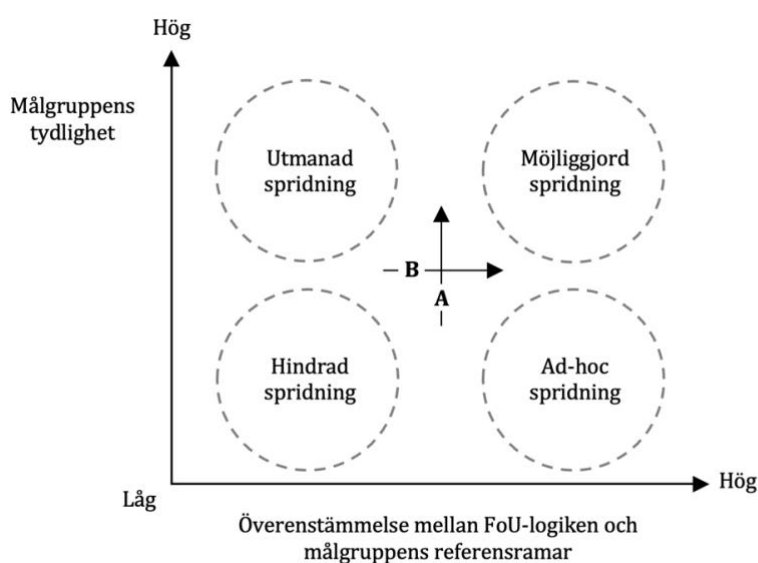 Hög
Målgruppens
tydlighet
Utmanad
spridning
Möjliggjord
spridning
B
A
Hindrad
spridning
Ad-hoc
spridning
Låg
Hög
Överenstämmelse mellan FoU-logiken och
målgruppens referensramar